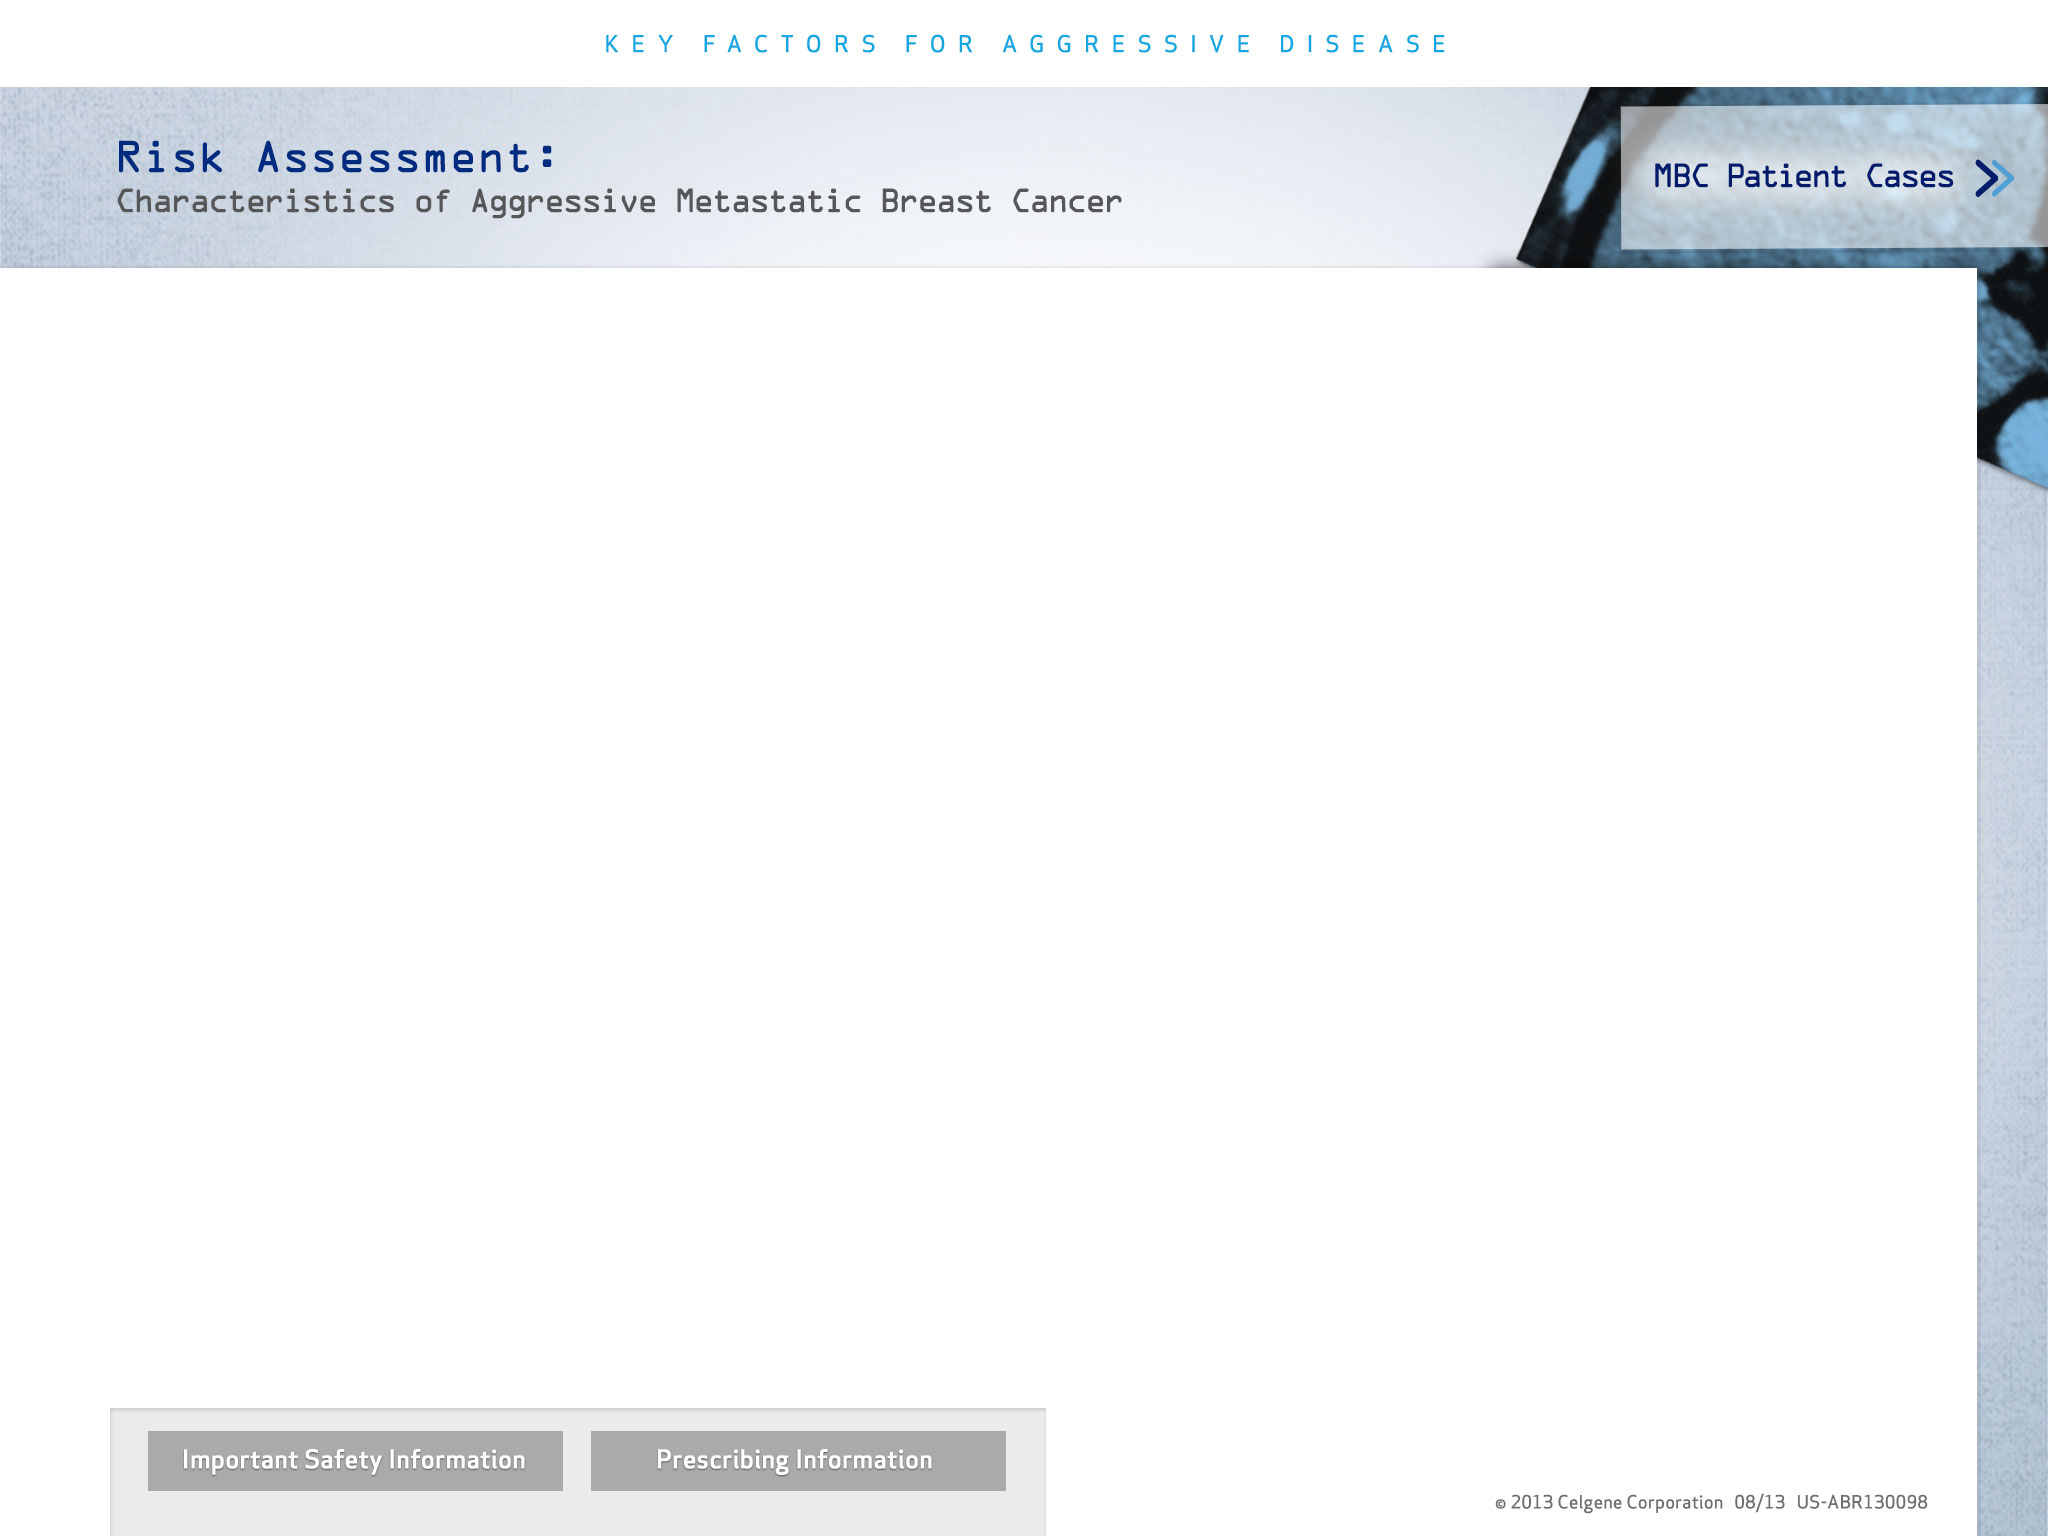 KEY FACTORS FOR AGGRESSIVE DISEASE
Risk Assessment:
Characteristics of Aggressive Metastatic Breast Cancer
MBC Patient Cases
Important Safety Information
Prescribing Information
© 2013 Celgene Corporation 08/13 US-ABR130098